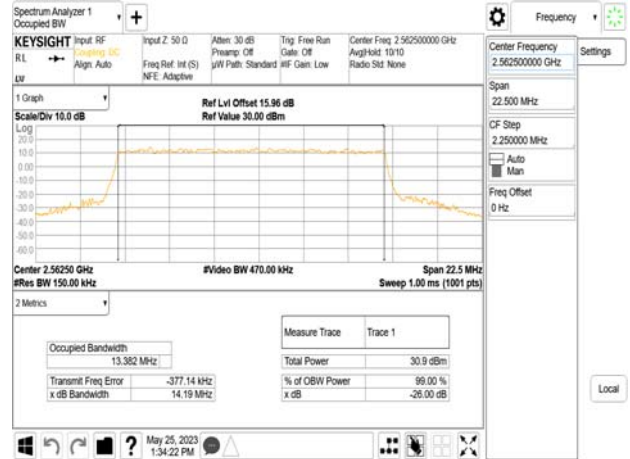 Spectrum Analyzer 1
Occupied BW
Frequency
KEYSIGHT
Input: RF
Coupling: DC
Align: Auto
Input Z: 50 Ω
Freq Ref: Int (S)
NFE: Adaptive
Atten: 30 dB
Preamp: Off
µW Path: Standard
Trig: Free Run
Gate: Off
#IF Gain: Low
Center Freq: 2.562500000 GHz
Avg|Hold: 10/10
Radio Std: None
RL
Center Frequency
2.562500000 GHz
Settings
Span
22.500 MHz
CF Step
2.250000 MHz
Auto
Man
Freq Offset
0 Hz
1 Graph
Scale/Div 10.0 dB
Ref Lvl Offset 15.96 dB
Ref Value 30.00 dBm
Log
20.0
10.0
0.00
-10.0
-20.0
-30.0
-40.0
-50.0
-60.0
Center 2.56250 GHz
#Video BW 470.00 kHz
Span 22.5 MHz
#Res BW 150.00 kHz
Sweep 1.00 ms (1001 pts)
2 Metrics
Measure Trace
Trace 1
Occupied Bandwidth
13.382 MHz
Total Power
30.9 dBm
Transmit Freq Error
-377.14 kHz
% of OBW Power
99.00 %
x dB Bandwidth
14.19 MHz
x dB
-26.00 dB
Local
May 25, 2023
1:34:22 PM